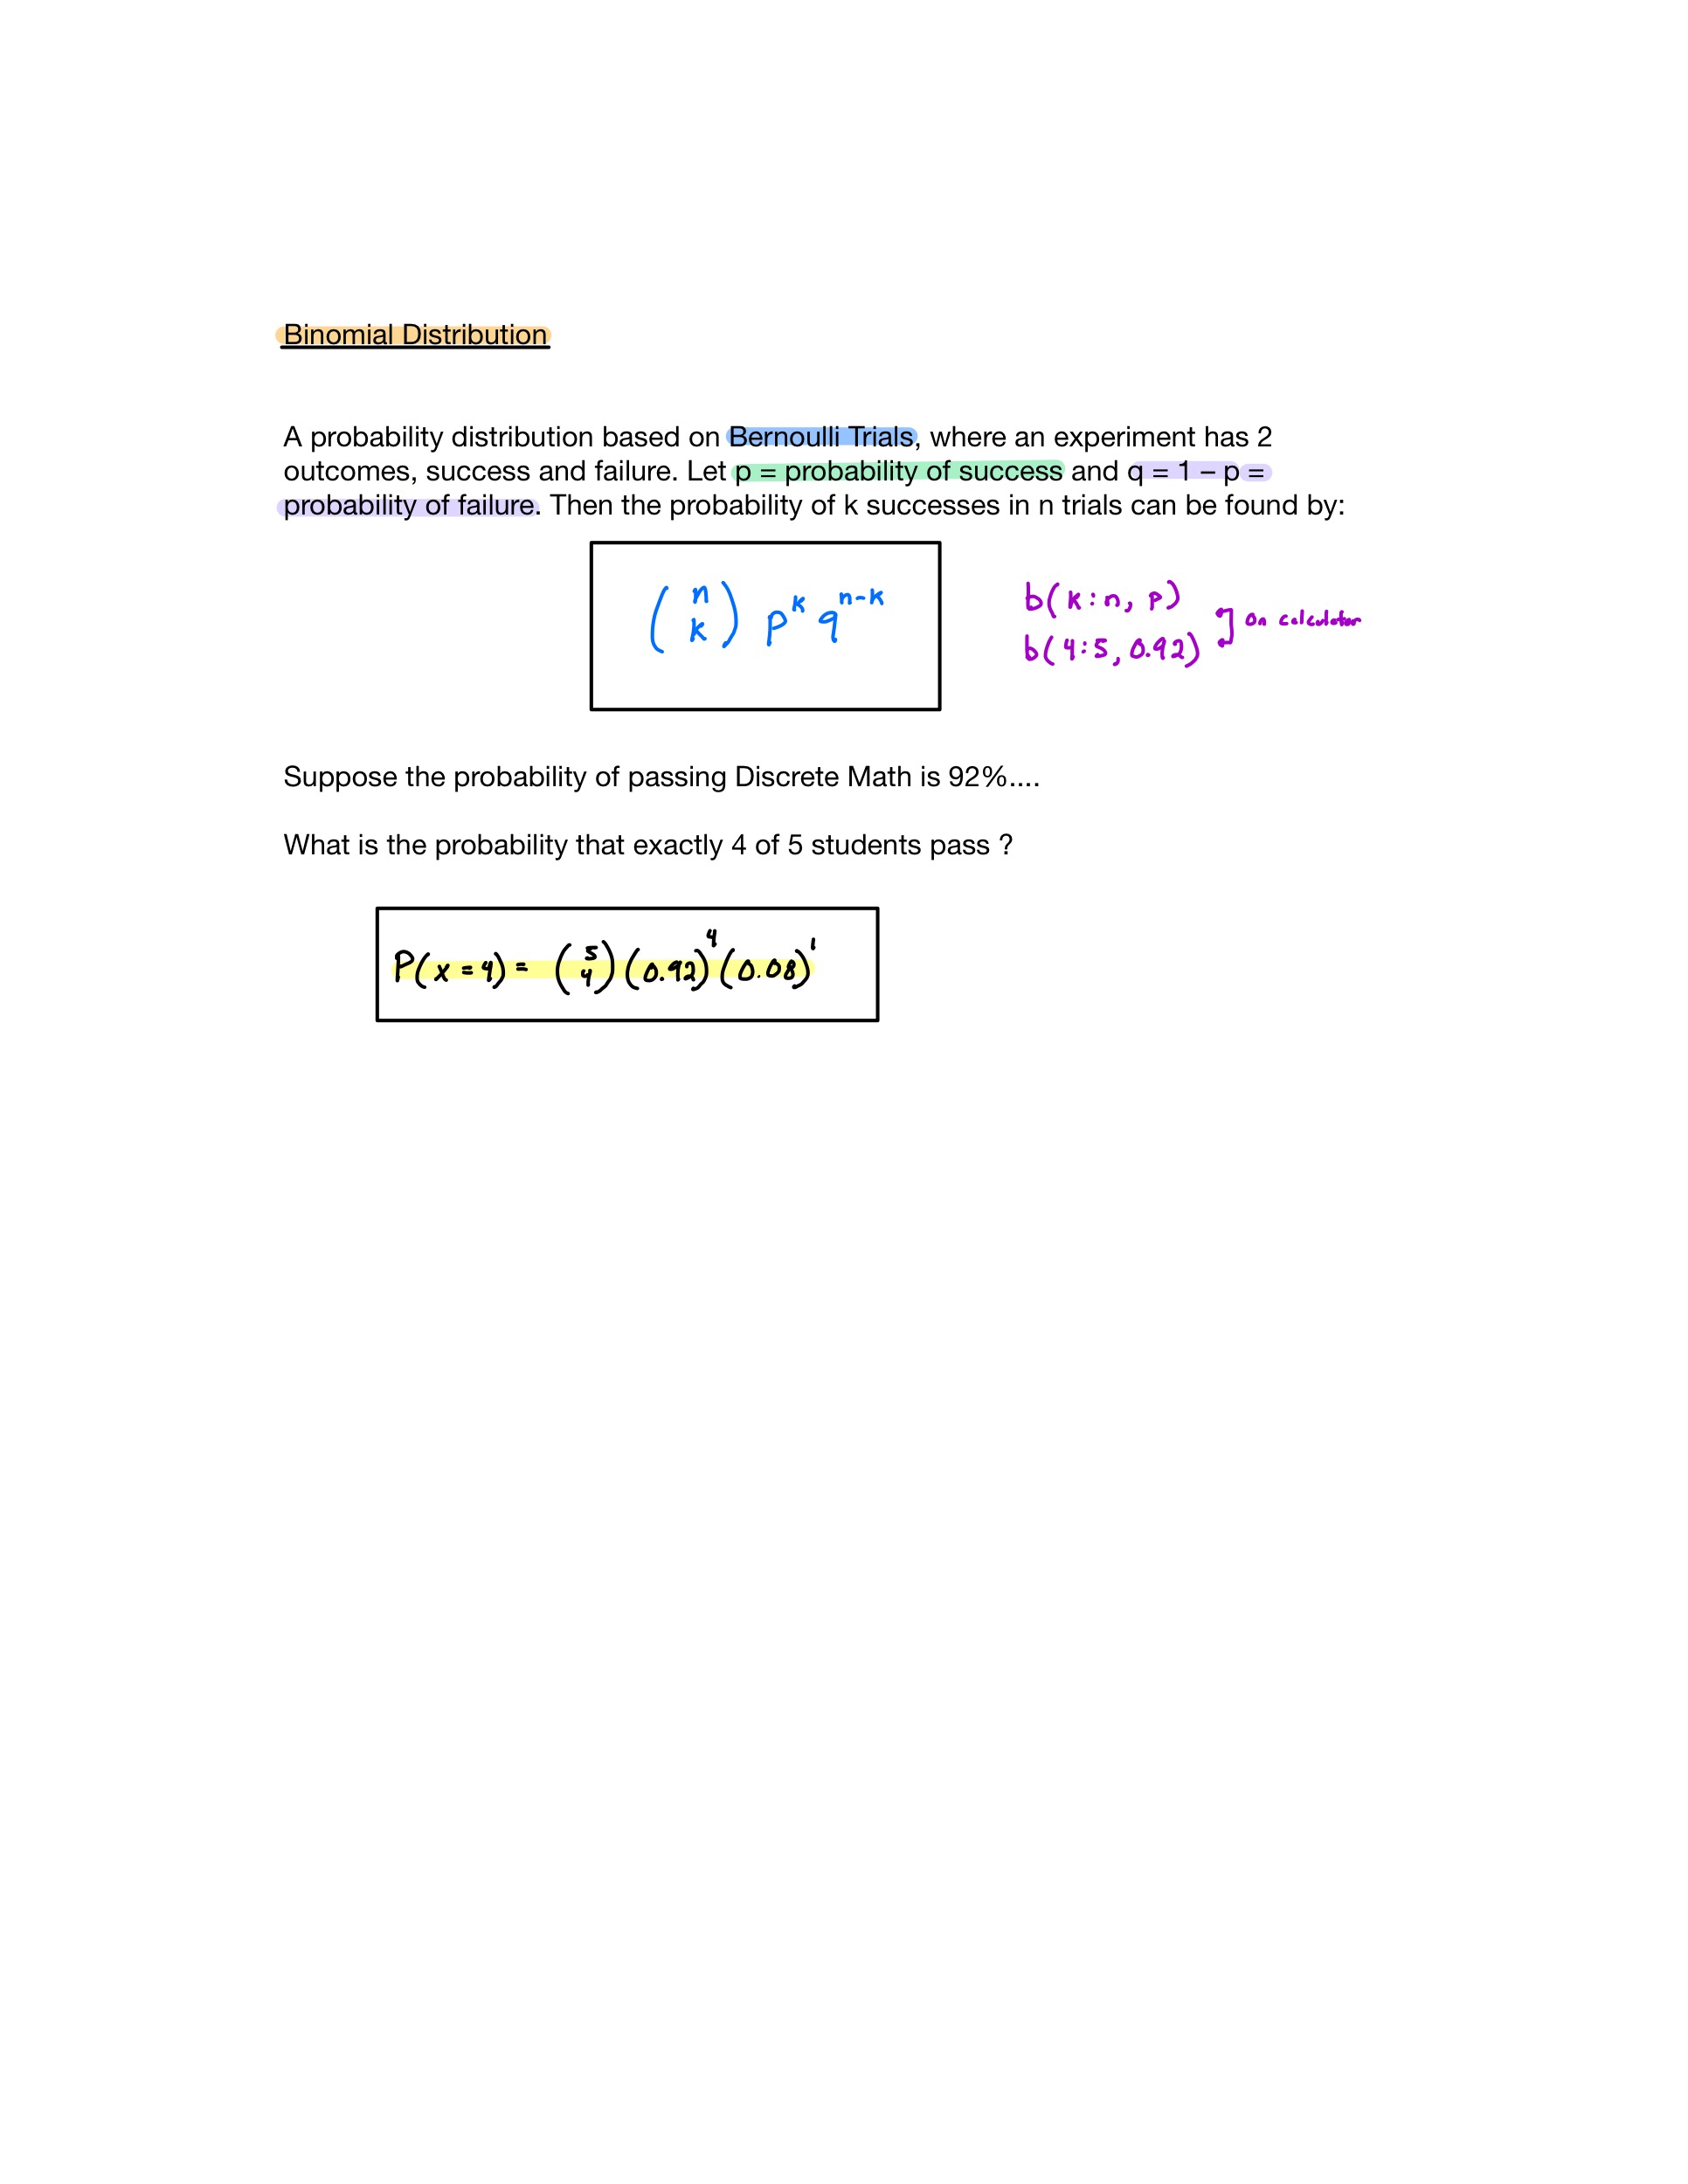 Binomial Distribution
A probability distribution based on Bernoulli Trials, where an experiment has 2
outcomes, success and failure. Let p = probability of success and q = 1 – p =
probability of failure. Then the probability of k successes in n trials can be found by:
(n k) p^k q^n-k
b(k:n, p)
b(4:5, 0.92)
on calculator
Suppose the probability of passing Discrete Math is 92%....
What is the probability that exactly 4 of 5 students pass ?
P(x=4) = (5 4)(0.92)^4(0.08)^1